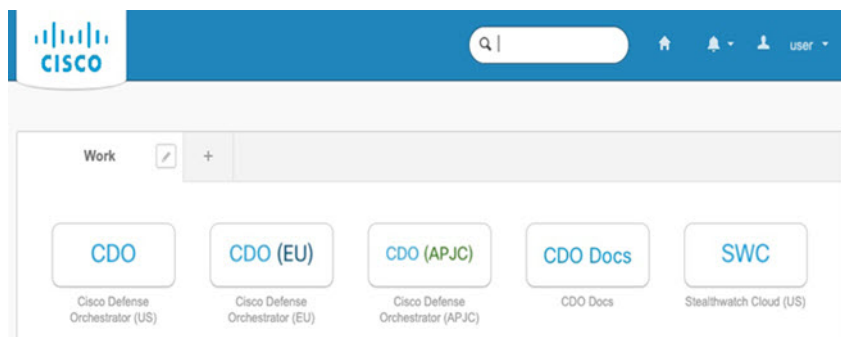 CISCO
user
Work
+
CDO
CDO (EU)
CDO (APJC)
CDO Docs
SWC
Cisco Defense
Orchestrator (US)
Cisco Defense
Orchestrator (EU)
Cisco Defense
Orchestrator (APJC)
CDO Docs
Stealthwatch Cloud (US)